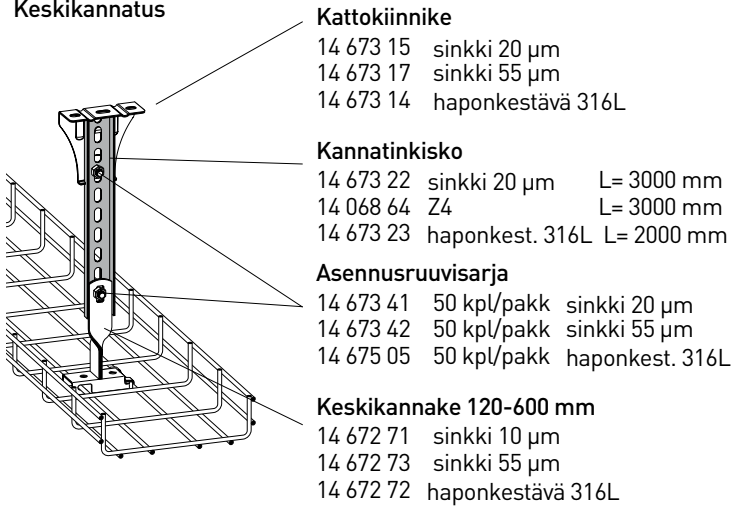 Keskikannatus
Kattokiinnike
14 673 15 sinkki 20 µm
14 673 17 sinkki 55 µm
14 673 14 haponkestävä 316L
Kannatinkisko
14 673 22 sinkki 20 µm L= 3000 mm
14 068 64 Z4 L= 3000 mm
14 673 23 haponkest. 316L L= 2000 mm
Asennusruuvisarja
14 673 41 50 kpl/pakk sinkki 20 µm
14 673 42 50 kpl/pakk sinkki 55 µm
14 675 05 50 kpl/pakk haponkest. 316L
Keskikannake 120-600 mm
14 672 71 sinkki 10 µm
14 672 73 sinkki 55 µm
14 672 72 haponkestävä 316L